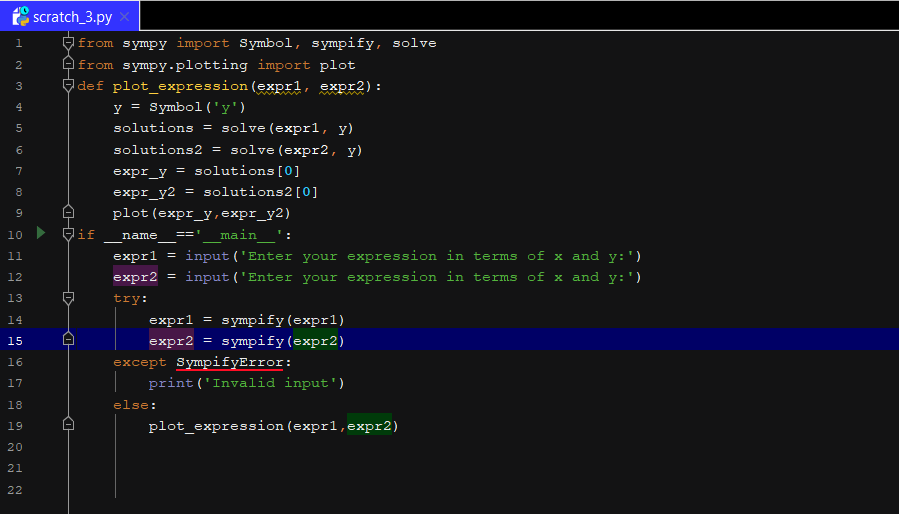 scratch_3.py
1 from sympy import Symbol, sympify, solve
2 from sympy.plotting import plot
3 def plot_expression(expr1, expr2):
4     y = Symbol('y')
5     solutions = solve(expr1, y)
6     solutions2 = solve(expr2, y)
7     expr_y = solutions[0]
8     expr_y2 = solutions2[0]
9     plot(expr_y,expr_y2)
10 if __name__=='__main__':
11     expr1 = input('Enter your expression in terms of x and y:')
12     expr2 = input('Enter your expression in terms of x and y:')
13     try:
14         expr1 = sympify(expr1)
15         expr2 = sympify(expr2)
16     except SympifyError:
17         print('Invalid input')
18     else:
19         plot_expression(expr1,expr2)
20
21
22